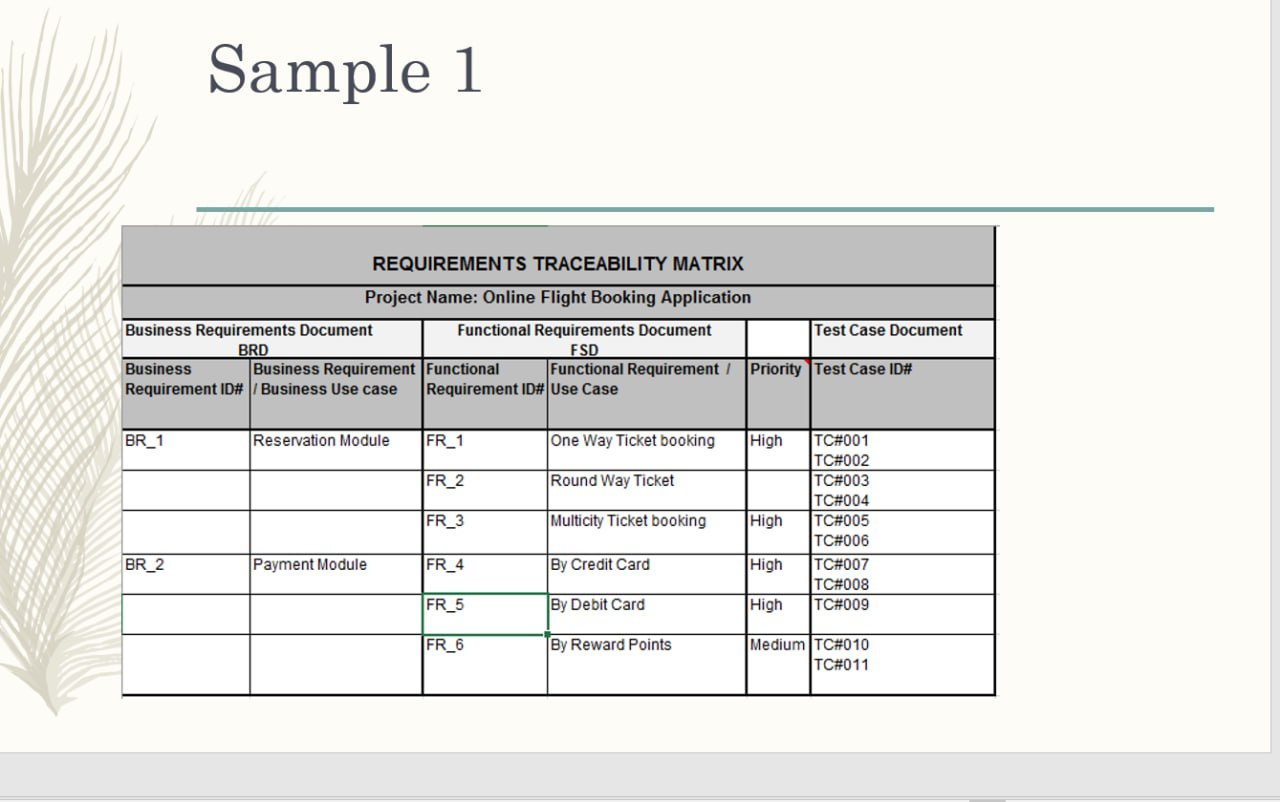 Sample 1
REQUIREMENTS TRACEABILITY MATRIX
Project Name: Online Flight Booking Application
Business Requirements Document
BRD
Functional Requirements Document
FSD
Test Case Document
Business
Requirement ID#
Business Requirement
/ Business Use case
Functional
Requirement ID#
Functional Requirement /
Use Case
Priority
Test Case ID#
BR_1
Reservation Module
FR_1
One Way Ticket booking
High
TC#001
TC#002
FR_2
Round Way Ticket
TC#003
TC#004
FR_3
Multicity Ticket booking
High
TC#005
TC#006
BR_2
Payment Module
FR_4
By Credit Card
High
TC#007
TC#008
FR_5
By Debit Card
High
TC#009
FR_6
By Reward Points
Medium
TC#010
TC#011